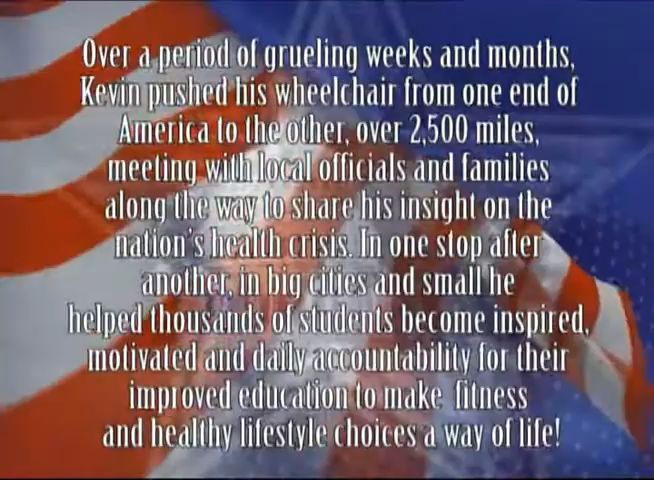 Over a period of grueling weeks and months,
Kevin pushed his wheelchair from one end of
America to the other, over 2,500 miles,
meeting with local officials and families
along the way to share his insight on the
nation's health crisis. In one stop after
another, in big cities and small he
helped thousands of students become inspired,
motivated and daily accountability for their
improved education to make fitness
and healthy lifestyle choices a way of life!